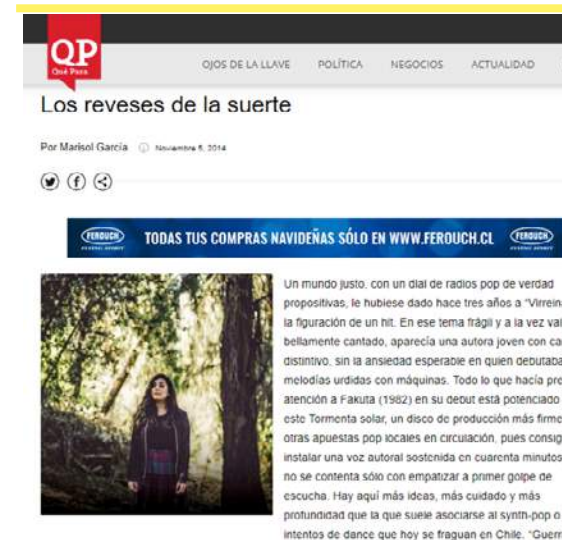 QP
Qué Pasa
OJOS DE LA LLAVE POLÍTICA NEGOCIOS ACTUALIDAD
Los reveses de la suerte
Por Marisol García Noviembre 5, 2014
FEROUCH TODAS TUS COMPRAS NAVIDEÑAS SÓLO EN WWW.FEROUCH.CL FEROUCH
Un mundo justo, con un dial de radios pop de verdad
propositivas, le hubiese dado hace tres años a "Virreina
la figuración de un hit. En ese tema frágil y a la vez val
bellamente cantado, aparecía una autora joven con ca
distintivo, sin la ansiedad esperable en quien debutaba
melodías urdidas con máquinas. Todo lo que hacía pre
atención a Fakuta (1982) en su debut está potenciado
este Tormenta solar, un disco de producción más firme
otras apuestas pop locales en circulación, pues consig
instalar una voz autoral sostenida en cuarenta minutos
no se contenta sólo con empatizar a primer golpe de
escucha. Hay aquí más ideas, más cuidado y más
profundidad que la que suele asociarse al synth-pop o
intentos de dance que hoy se fraguan en Chile. "Guerr